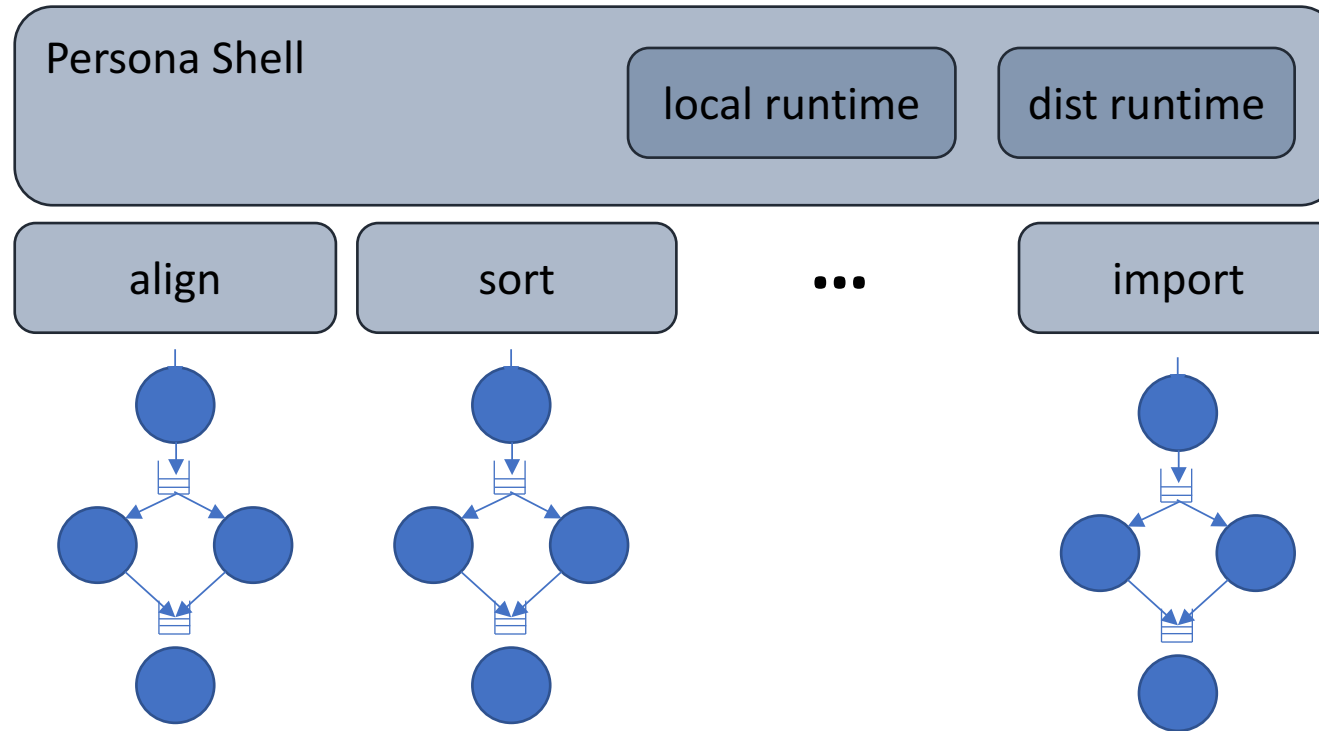 Persona Shell
local runtime
dist runtime
align
sort
...
import